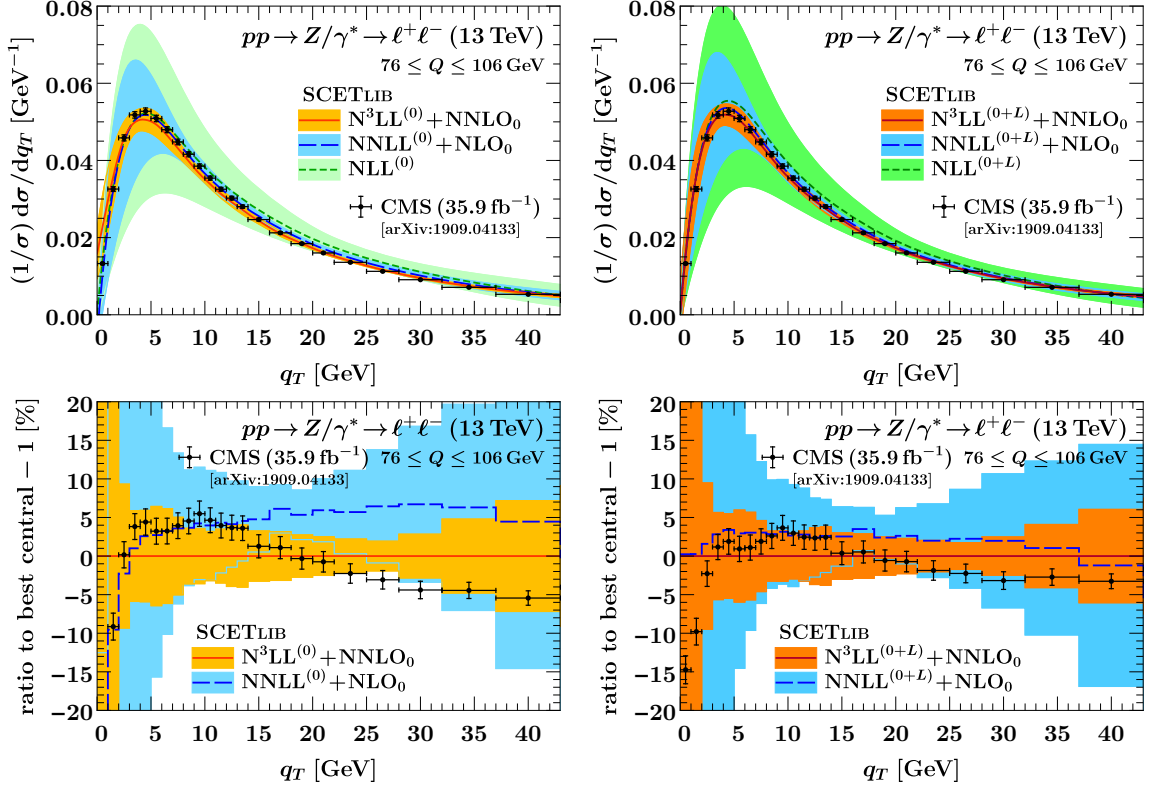 (1/σ) dσ/dq_T [GeV⁻¹]
0.08
0.06
0.04
0.02
0.00
pp → Z/γ* → ℓ⁺ℓ⁻ (13 TeV)
76 ≤ Q ≤ 106 GeV
SCETLIB
N³LL⁽⁰⁾+NNLO₀
NNLL⁽⁰⁾+NLO₀
NLL⁽⁰⁾
CMS (35.9 fb⁻¹)
[arXiv:1909.04133]
0 5 10 15 20 25 30 35 40
q_T [GeV]
(1/σ) dσ/dq_T [GeV⁻¹]
0.08
0.06
0.04
0.02
0.00
pp → Z/γ* → ℓ⁺ℓ⁻ (13 TeV)
76 ≤ Q ≤ 106 GeV
SCETLIB
N³LL⁽⁰⁺ᴸ⁾+NNLO₀
NNLL⁽⁰⁺ᴸ⁾+NLO₀
NLL⁽⁰⁺ᴸ⁾
CMS (35.9 fb⁻¹)
[arXiv:1909.04133]
0 5 10 15 20 25 30 35 40
q_T [GeV]
ratio to best central − 1 [%]
20
15
10
5
0
−5
−10
−15
−20
pp → Z/γ* → ℓ⁺ℓ⁻ (13 TeV)
CMS (35.9 fb⁻¹) 76 ≤ Q ≤ 106 GeV
[arXiv:1909.04133]
SCETLIB
N³LL⁽⁰⁾+NNLO₀
NNLL⁽⁰⁾+NLO₀
0 5 10 15 20 25 30 35 40
q_T [GeV]
ratio to best central − 1 [%]
20
15
10
5
0
−5
−10
−15
−20
pp → Z/γ* → ℓ⁺ℓ⁻ (13 TeV)
CMS (35.9 fb⁻¹) 76 ≤ Q ≤ 106 GeV
[arXiv:1909.04133]
SCETLIB
N³LL⁽⁰⁺ᴸ⁾+NNLO₀
NNLL⁽⁰⁺ᴸ⁾+NLO₀
0 5 10 15 20 25 30 35 40
q_T [GeV]